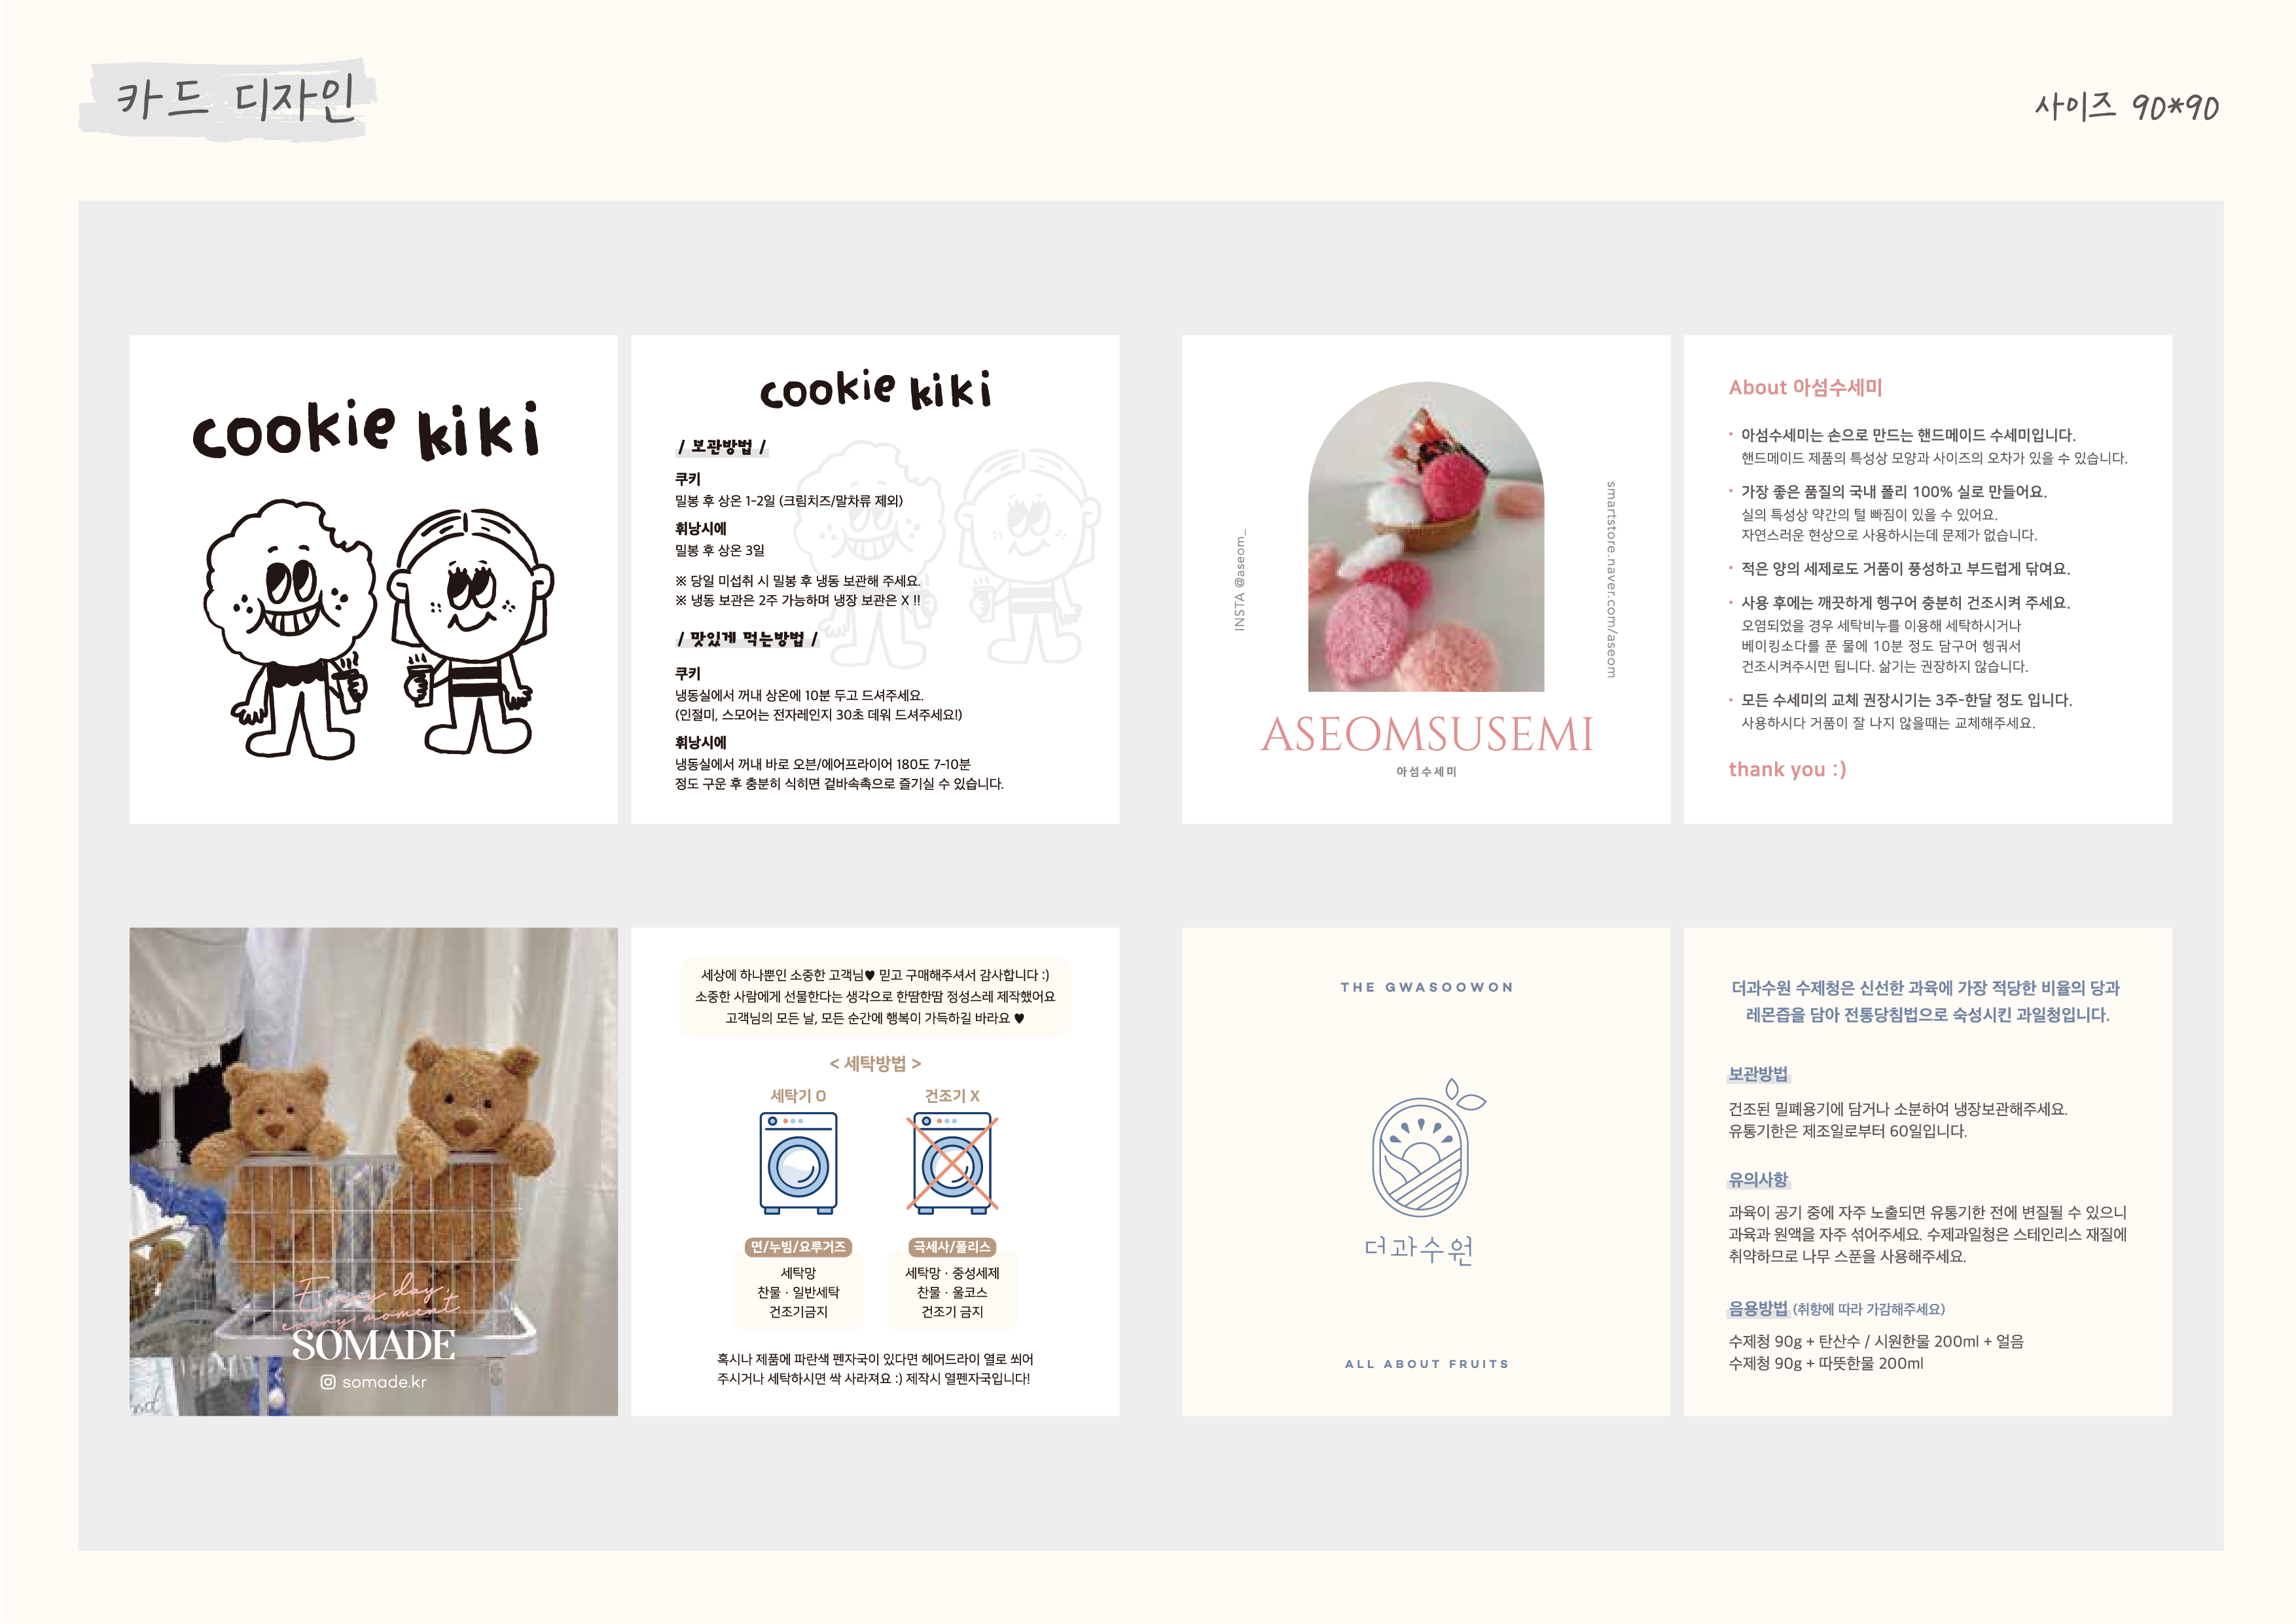 카드 디자인
사이즈 90*90
cookie kiki
cookie kiki
/ 보관방법 /
쿠키
밀봉 후 상온 1-2일 (크림치즈/말차류 제외)
휘낭시에
밀봉 후 상온 3일
※ 당일 미섭취 시 밀봉 후 냉동 보관해 주세요.
※ 냉동 보관은 2주 가능하며 냉장 보관은 X !!
/ 맛있게 먹는방법 /
쿠키
냉동실에서 꺼내 상온에 10분 두고 드셔주세요.
(인절미, 스모어는 전자레인지 30초 데워 드셔주세요!)
휘낭시에
냉동실에서 꺼내 바로 오븐/에어프라이어 180도 7-10분
정도 구운 후 충분히 식히면 겉바속촉으로 즐기실 수 있습니다.
INSTA @aseom_
smartstore.naver.com/aseom
ASEOMSUSEMI
아섬수세미
About 아섬수세미
• 아섬수세미는 손으로 만드는 핸드메이드 수세미입니다.
핸드메이드 제품의 특성상 모양과 사이즈의 오차가 있을 수 있습니다.
• 가장 좋은 품질의 국내 폴리 100% 실로 만들어요.
실의 특성상 약간의 털 빠짐이 있을 수 있어요.
자연스러운 현상으로 사용하시는데 문제가 없습니다.
• 적은 양의 세제로도 거품이 풍성하고 부드럽게 닦여요.
• 사용 후에는 깨끗하게 헹구어 충분히 건조시켜 주세요.
오염되었을 경우 세탁비누를 이용해 세탁하시거나
베이킹소다를 푼 물에 10분 정도 담구어 헹궈서
건조시켜주시면 됩니다. 삶기는 권장하지 않습니다.
• 모든 수세미의 교체 권장시기는 3주-한달 정도 입니다.
사용하시다 거품이 잘 나지 않을때는 교체해주세요.
thank you :)
Every day,
every moment
SOMADE
somade.kr
세상에 하나뿐인 소중한 고객님♥ 믿고 구매해주셔서 감사합니다 :)
소중한 사람에게 선물한다는 생각으로 한땀한땀 정성스레 제작했어요
고객님의 모든 날, 모든 순간에 행복이 가득하길 바라요 ♥
< 세탁방법 >
세탁기 O
건조기 X
면/누빔/요루거즈
세탁망
찬물 · 일반세탁
건조기금지
극세사/폴리스
세탁망 · 중성세제
찬물 · 울코스
건조기 금지
혹시나 제품에 파란색 펜자국이 있다면 헤어드라이 열로 쐬어
주시거나 세탁하시면 싹 사라져요 :) 제작시 열펜자국입니다!
THE GWASOOWON
더과수원
ALL ABOUT FRUITS
더과수원 수제청은 신선한 과육에 가장 적당한 비율의 당과
레몬즙을 담아 전통당침법으로 숙성시킨 과일청입니다.
보관방법
건조된 밀폐용기에 담거나 소분하여 냉장보관해주세요.
유통기한은 제조일로부터 60일입니다.
유의사항
과육이 공기 중에 자주 노출되면 유통기한 전에 변질될 수 있으니
과육과 원액을 자주 섞어주세요. 수제과일청은 스테인리스 재질에
취약하므로 나무 스푼을 사용해주세요.
음용방법 (취향에 따라 가감해주세요)
수제청 90g + 탄산수 / 시원한물 200ml + 얼음
수제청 90g + 따뜻한물 200ml